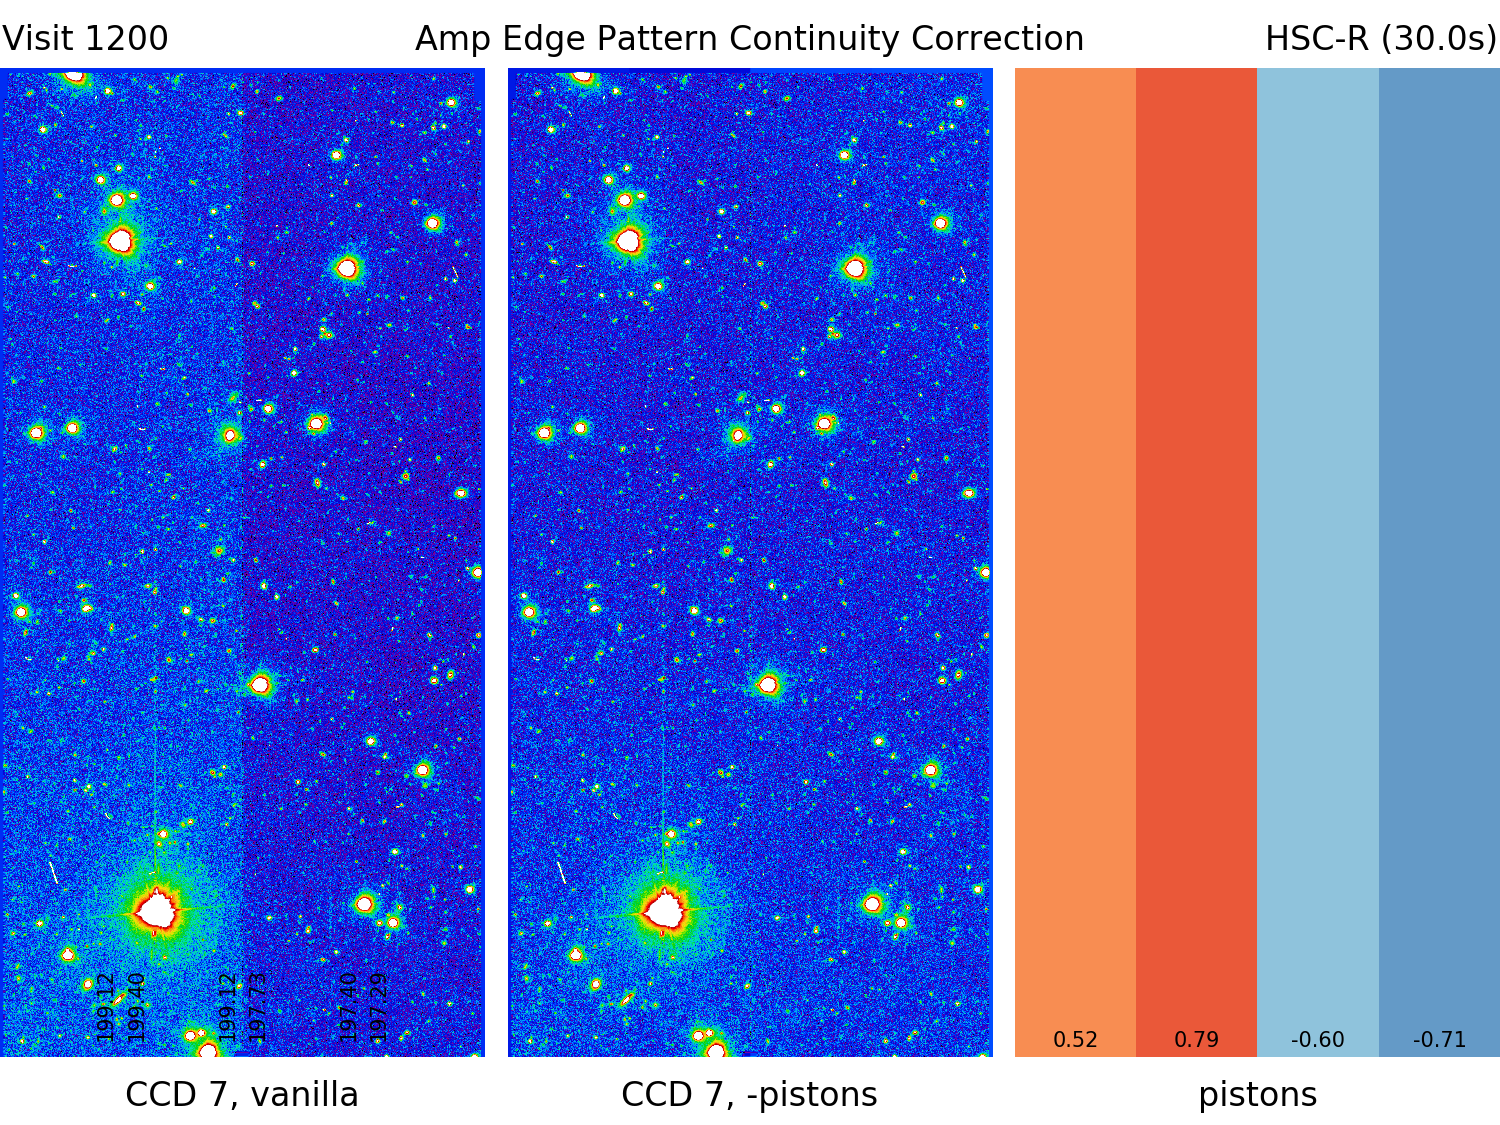 Visit 1200
Amp Edge Pattern Continuity Correction
HSC-R (30.0s)
199.12
199.40
199.12
197.73
197.40
197.29
0.52
0.79
-0.60
-0.71
CCD 7, vanilla
CCD 7, -pistons
pistons